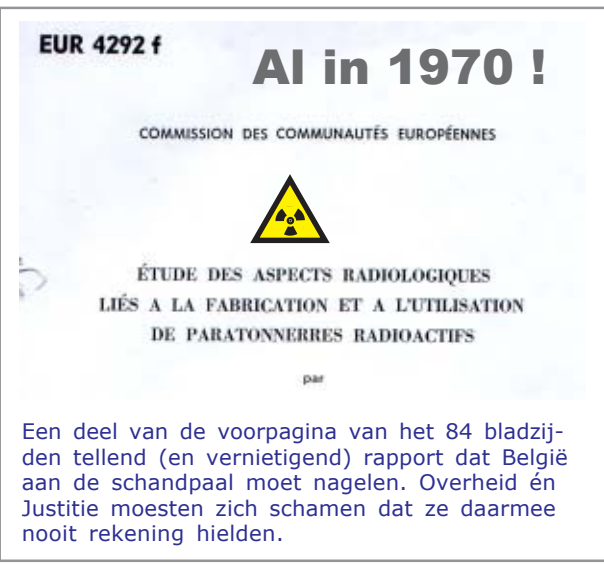 EUR 4292 f
Al in 1970 !
COMMISSION DES COMMUNAUTÉS EUROPÉENNES
ÉTUDE DES ASPECTS RADIOLOGIQUES
LIÉS A LA FABRICATION ET A L'UTILISATION
DE PARATONNERRES RADIOACTIFS
par
Een deel van de voorpagina van het 84 bladzij-
den tellend (en vernietigend) rapport dat België
aan de schandpaal moet nagelen. Overheid én
Justitie moesten zich schamen dat ze daarmee
nooit rekening hielden.